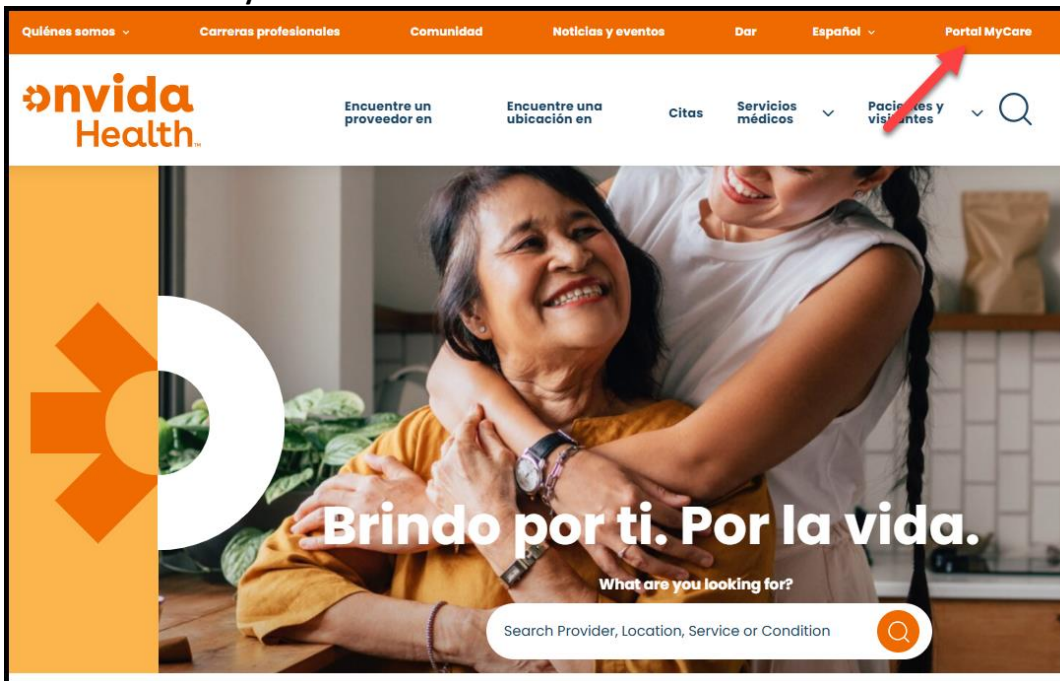 Quiénes somos
Carreras profesionales
Comunidad
Noticias y eventos
Dar
Español
Portal MyCare
onvida
Health
Encuentre un
proveedor en
Encuentre una
ubicación en
Citas
Servicios
médicos
Pacientes y
visitantes
Brindo por ti. Por la vida.
What are you looking for?
Search Provider, Location, Service or Condition